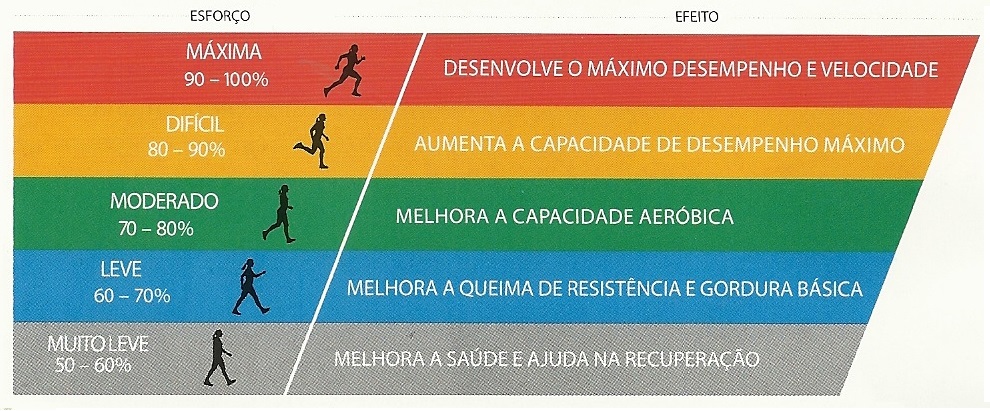 ESFORÇO
EFEITO
MÁXIMA
90 – 100%
DESENVOLVE O MÁXIMO DESEMPENHO E VELOCIDADE
DIFÍCIL
80 – 90%
AUMENTA A CAPACIDADE DE DESEMPENHO MÁXIMO
MODERADO
70 – 80%
MELHORA A CAPACIDADE AERÓBICA
LEVE
60 – 70%
MELHORA A QUEIMA DE RESISTÊNCIA E GORDURA BÁSICA
MUITO LEVE
50 – 60%
MELHORA A SAÚDE E AJUDA NA RECUPERAÇÃO